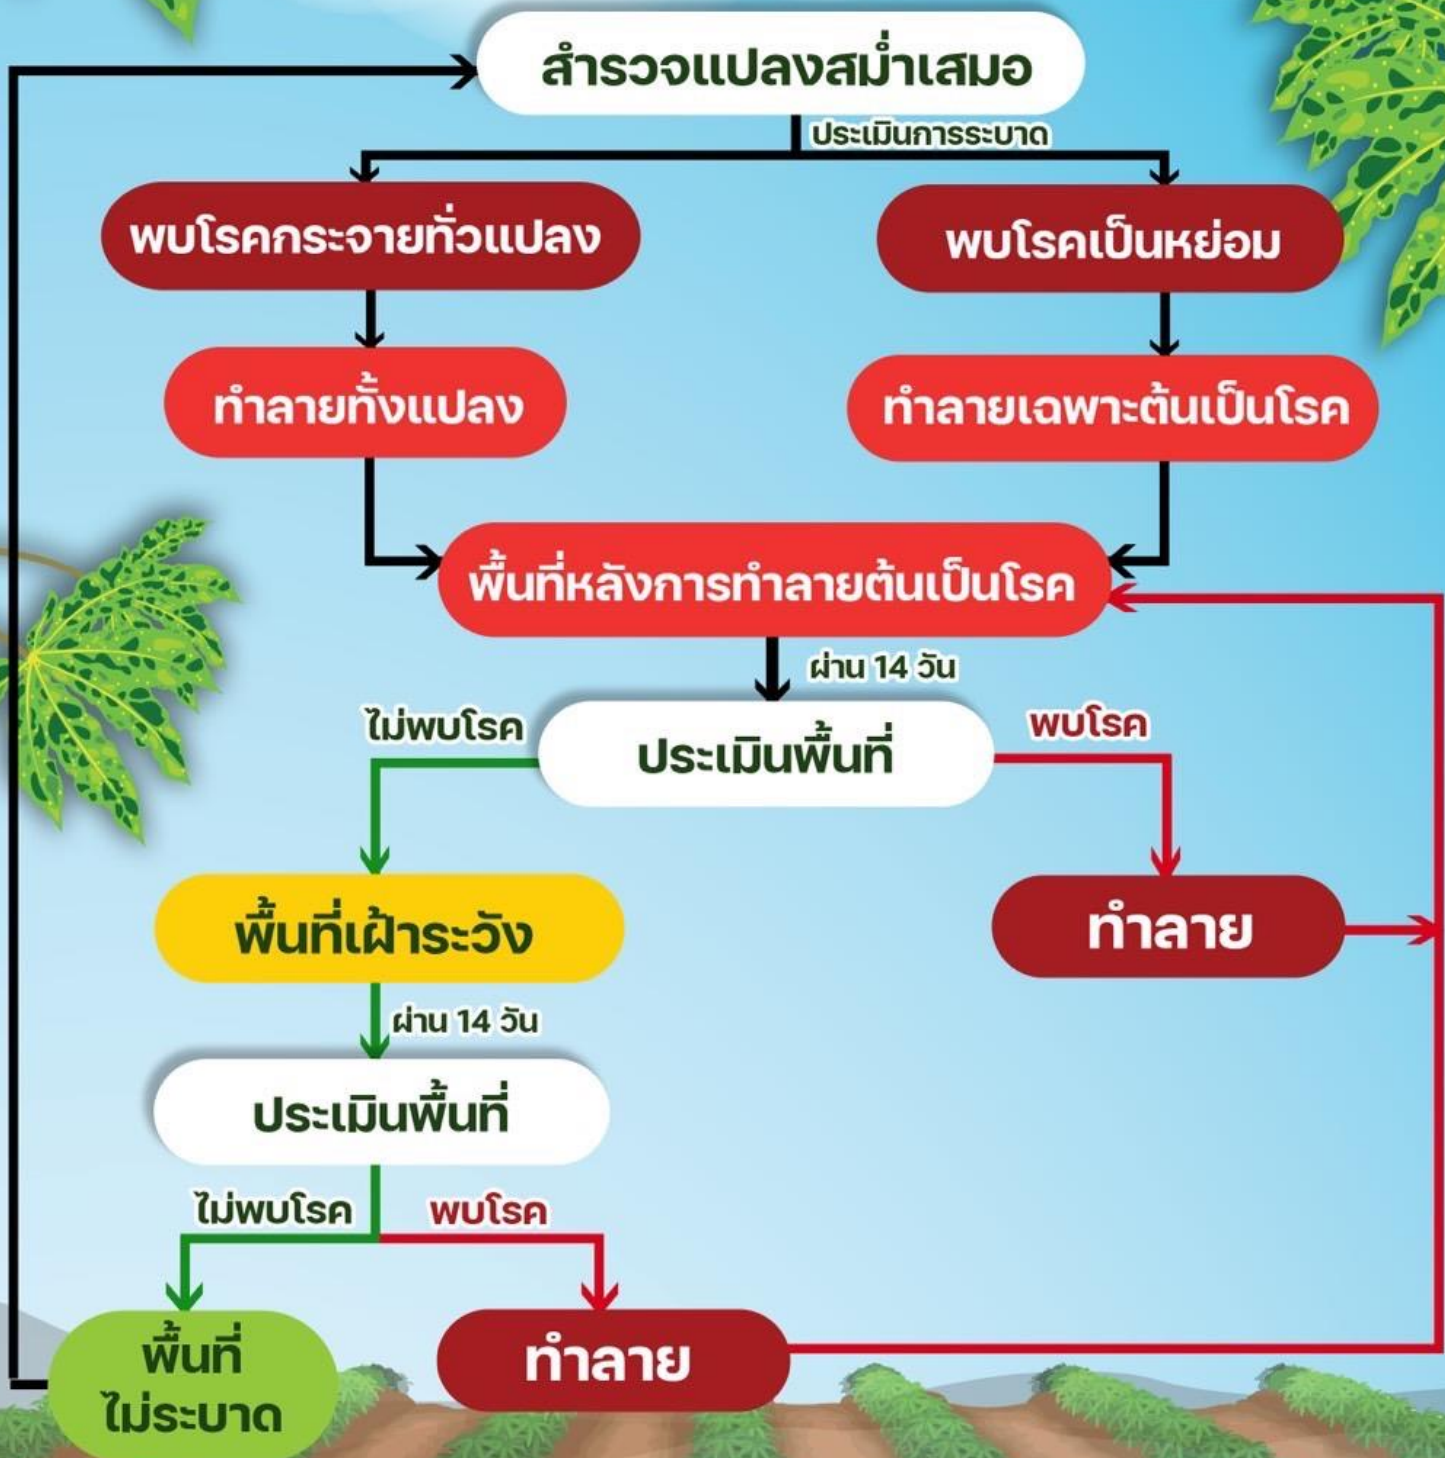 สำรวจแปลงสม่ำเสมอ
ประเมินการระบาด
พบโรคกระจายทั่วแปลง
พบโรคเป็นหย่อม
ทำลายทั้งแปลง
ทำลายเฉพาะต้นเป็นโรค
พื้นที่หลังการทำลายต้นเป็นโรค
ผ่าน 14 วัน
ไม่พบโรค
ประเมินพื้นที่
พบโรค
พื้นที่เฝ้าระวัง
ทำลาย
ผ่าน 14 วัน
ประเมินพื้นที่
ไม่พบโรค
พบโรค
พื้นที่
ไม่ระบาด
ทำลาย